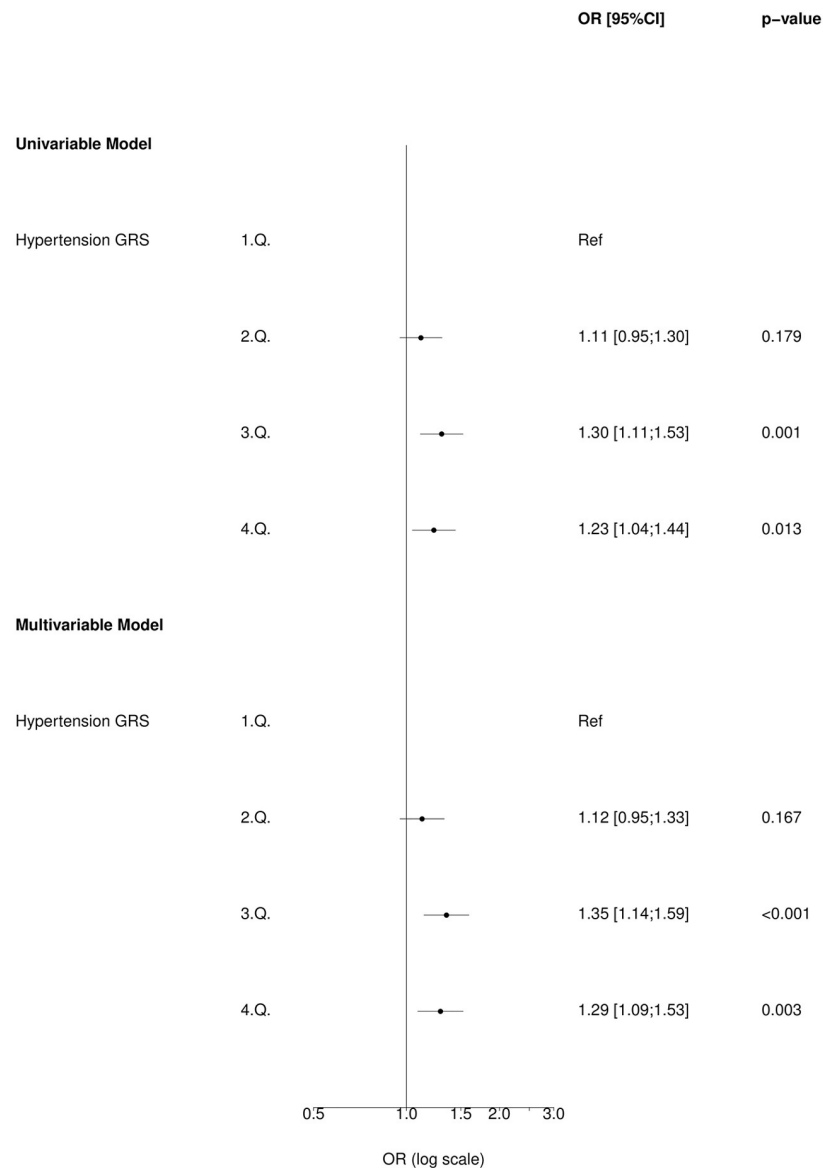 OR [95%CI] p−value
Univariable Model
Hypertension GRS 1.Q. Ref
2.Q. 1.11 [0.95;1.30] 0.179
3.Q. 1.30 [1.11;1.53] 0.001
4.Q. 1.23 [1.04;1.44] 0.013
Multivariable Model
Hypertension GRS 1.Q. Ref
2.Q. 1.12 [0.95;1.33] 0.167
3.Q. 1.35 [1.14;1.59] <0.001
4.Q. 1.29 [1.09;1.53] 0.003
0.5 1.0 1.5 2.0 3.0
OR (log scale)